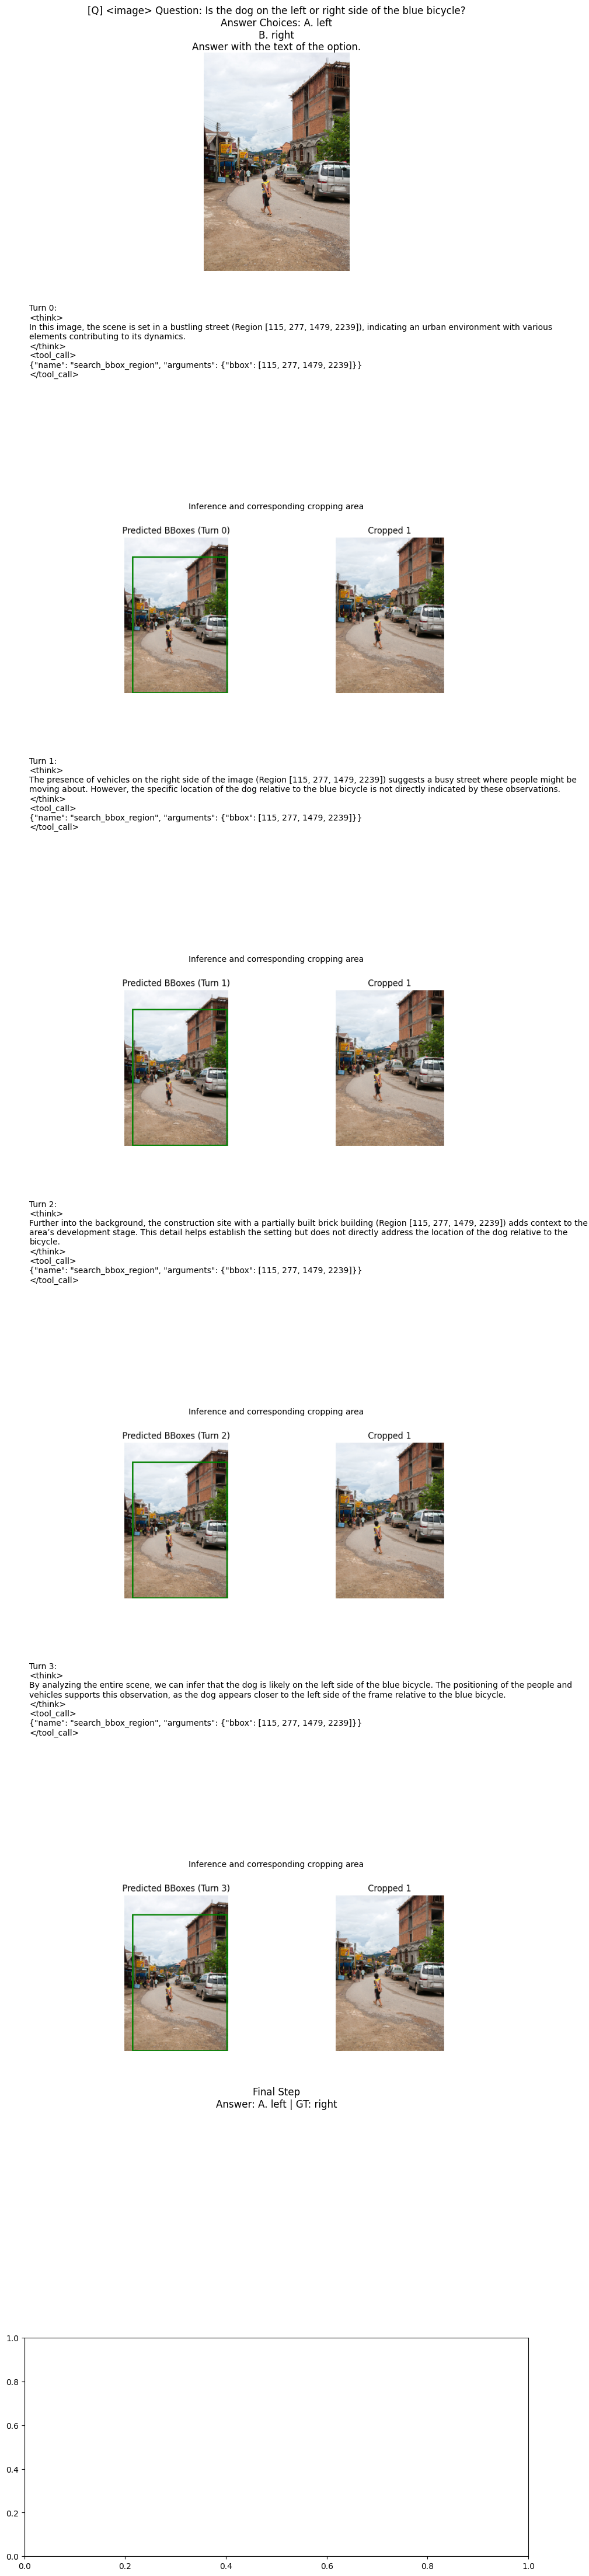 [Q] <image> Question: Is the dog on the left or right side of the blue bicycle?
Answer Choices: A. left
B. right
Answer with the text of the option.
Turn 0:
<think>
In this image, the scene is set in a bustling street (Region [115, 277, 1479, 2239]), indicating an urban environment with various
elements contributing to its dynamics.
</think>
<tool_call>
{"name": "search_bbox_region", "arguments": {"bbox": [115, 277, 1479, 2239]}}
</tool_call>
Inference and corresponding cropping area
Predicted BBoxes (Turn 0)
Cropped 1
Turn 1:
<think>
The presence of vehicles on the right side of the image (Region [115, 277, 1479, 2239]) suggests a busy street where people might be
moving about. However, the specific location of the dog relative to the blue bicycle is not directly indicated by these observations.
</think>
<tool_call>
{"name": "search_bbox_region", "arguments": {"bbox": [115, 277, 1479, 2239]}}
</tool_call>
Inference and corresponding cropping area
Predicted BBoxes (Turn 1)
Cropped 1
Turn 2:
<think>
Further into the background, the construction site with a partially built brick building (Region [115, 277, 1479, 2239]) adds context to the
area’s development stage. This detail helps establish the setting but does not directly address the location of the dog relative to the
bicycle.
</think>
<tool_call>
{"name": "search_bbox_region", "arguments": {"bbox": [115, 277, 1479, 2239]}}
</tool_call>
Inference and corresponding cropping area
Predicted BBoxes (Turn 2)
Cropped 1
Turn 3:
<think>
By analyzing the entire scene, we can infer that the dog is likely on the left side of the blue bicycle. The positioning of the people and
vehicles supports this observation, as the dog appears closer to the left side of the frame relative to the blue bicycle.
</think>
<tool_call>
{"name": "search_bbox_region", "arguments": {"bbox": [115, 277, 1479, 2239]}}
</tool_call>
Inference and corresponding cropping area
Predicted BBoxes (Turn 3)
Cropped 1
Final Step
Answer: A. left | GT: right
1.0
0.8
0.6
0.4
0.2
0.0
0.0 0.2 0.4 0.6 0.8 1.0